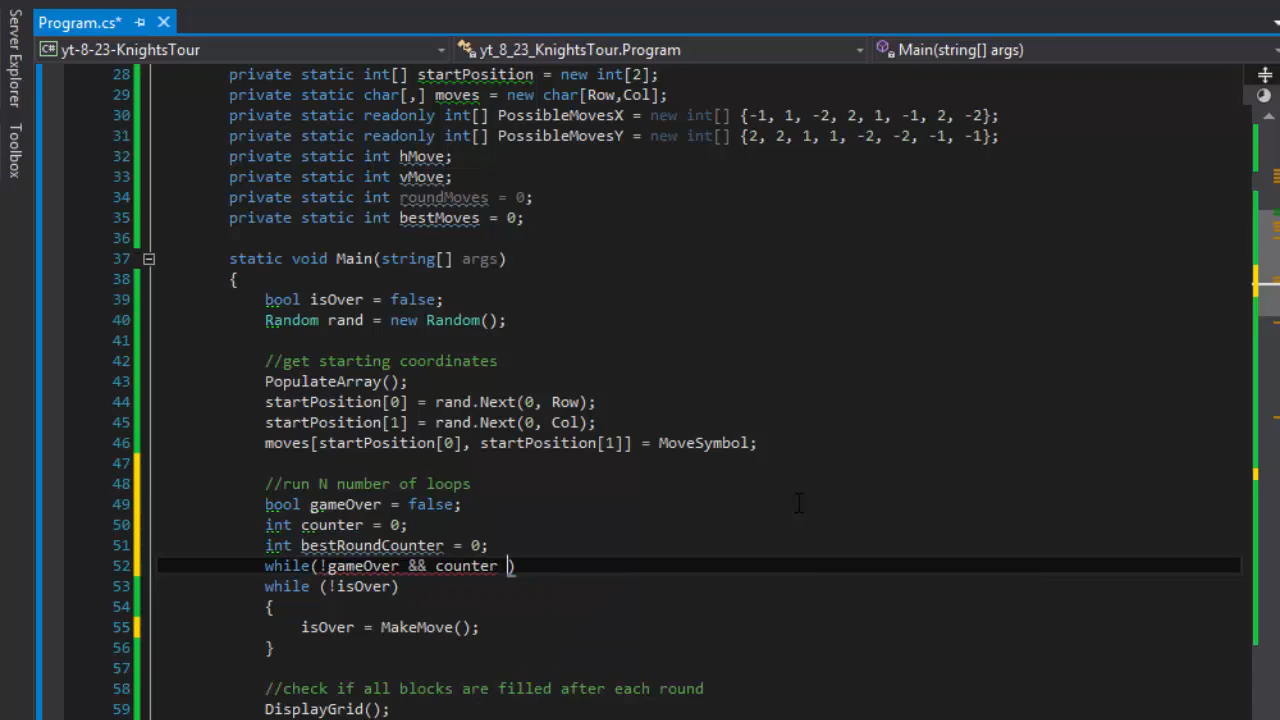 Server Explorer
Toolbox
Program.cs*
C# yt-8-23-KnightsTour
yt_8_23_KnightsTour.Program
Main(string[] args)
28 private static int[] startPosition = new int[2];
29 private static char[,] moves = new char[Row,Col];
30 private static readonly int[] PossibleMovesX = new int[] {-1, 1, -2, 2, 1, -1, 2, -2};
31 private static readonly int[] PossibleMovesY = new int[] {2, 2, 1, 1, -2, -2, -1, -1};
32 private static int hMove;
33 private static int vMove;
34 private static int roundMoves = 0;
35 private static int bestMoves = 0;
36
37 static void Main(string[] args)
38 {
39 bool isOver = false;
40 Random rand = new Random();
41
42 //get starting coordinates
43 PopulateArray();
44 startPosition[0] = rand.Next(0, Row);
45 startPosition[1] = rand.Next(0, Col);
46 moves[startPosition[0], startPosition[1]] = MoveSymbol;
47
48 //run N number of loops
49 bool gameOver = false;
50 int counter = 0;
51 int bestRoundCounter = 0;
52 while(!gameOver && counter )
53 while (!isOver)
54 {
55 isOver = MakeMove();
56 }
57
58 //check if all blocks are filled after each round
59 DisplayGrid();